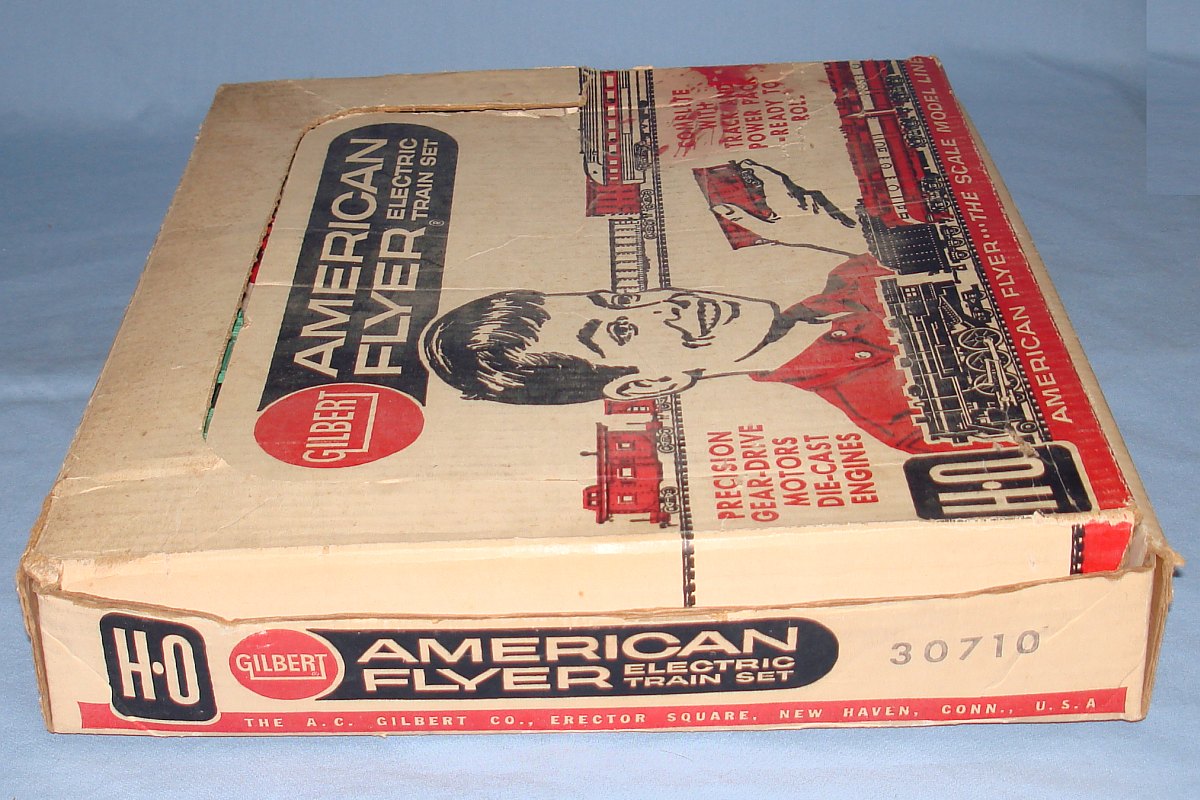 AMERICAN
FLYER ELECTRIC
TRAIN SET
®
GILBERT
COMPLETE
WITH
TRACK AND
POWER PACK
READY TO
ROLL
PRECISION
GEAR-DRIVE
MOTORS
DIE-CAST
ENGINES
AMERICAN FLYER...THE SCALE MODEL LINE
H·O
H·O
GILBERT
AMERICAN
FLYER ELECTRIC
TRAIN SET
30710
THE A.C. GILBERT CO., ERECTOR SQUARE, NEW HAVEN, CONN., U.S.A